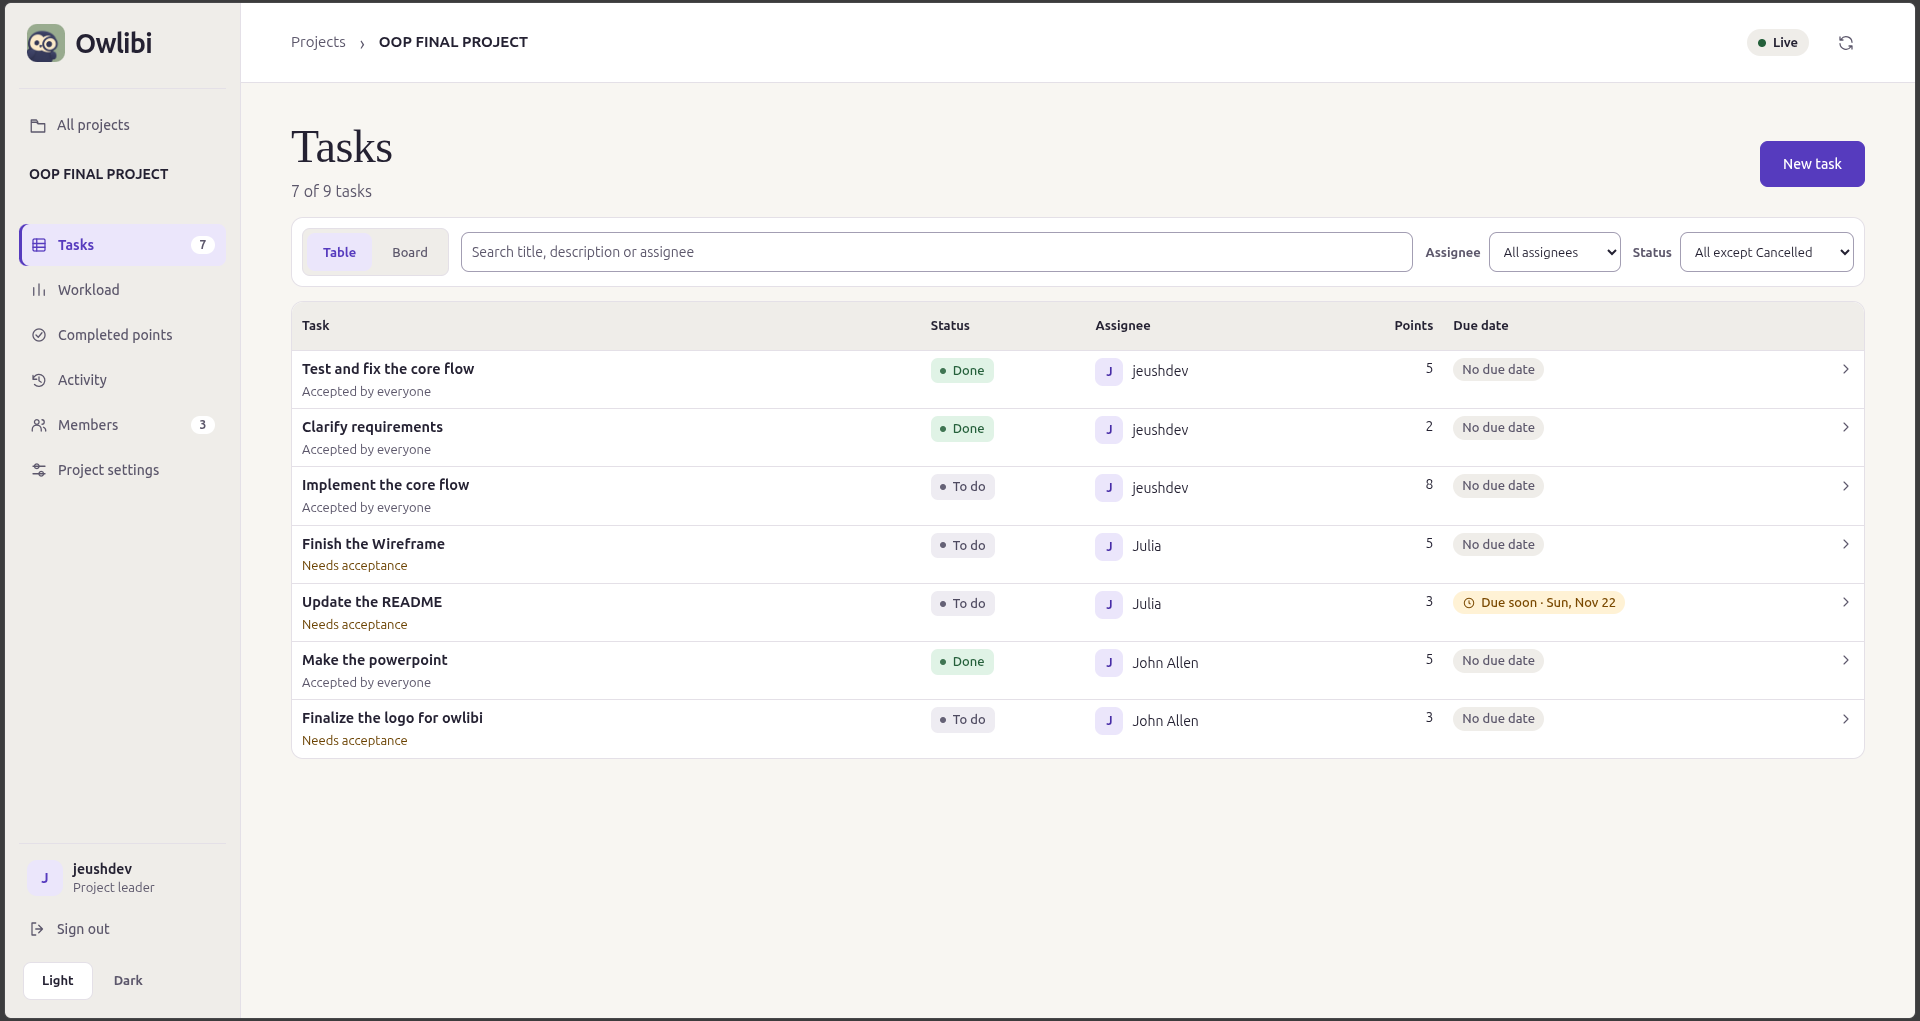 Owlibi
All projects
OOP FINAL PROJECT
Tasks 7
Workload
Completed points
Activity
Members 3
Project settings
J jeushdev
Project leader
Sign out
Light Dark
Projects › OOP FINAL PROJECT
Live
Tasks
7 of 9 tasks
New task
Table Board Search title, description or assignee Assignee All assignees Status All except Cancelled
Task Status Assignee Points Due date
Test and fix the core flow Done J jeushdev 5 No due date
Accepted by everyone
Clarify requirements Done J jeushdev 2 No due date
Accepted by everyone
Implement the core flow To do J jeushdev 8 No due date
Accepted by everyone
Finish the Wireframe To do J Julia 5 No due date
Needs acceptance
Update the README To do J Julia 3 Due soon · Sun, Nov 22
Needs acceptance
Make the powerpoint Done J John Allen 5 No due date
Accepted by everyone
Finalize the logo for owlibi To do J John Allen 3 No due date
Needs acceptance